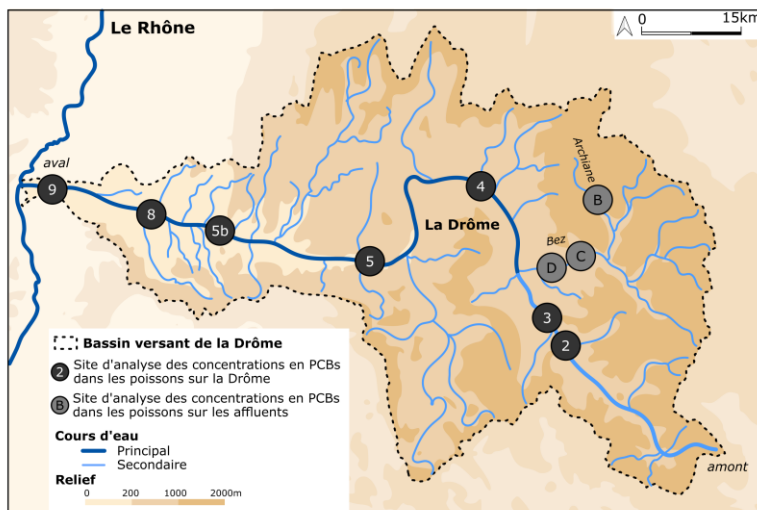 Le Rhône
0 15km
aval
Archiane
9
8
5b
5
4
La Drôme
B
Bez
D
C
3
2
amont
Bassin versant de la Drôme
2 Site d'analyse des concentrations en PCBs
dans les poissons sur la Drôme
B Site d'analyse des concentrations en PCBs
dans les poissons sur les affluents
Cours d'eau
Principal
Secondaire
Relief
0 200 1000 2000m